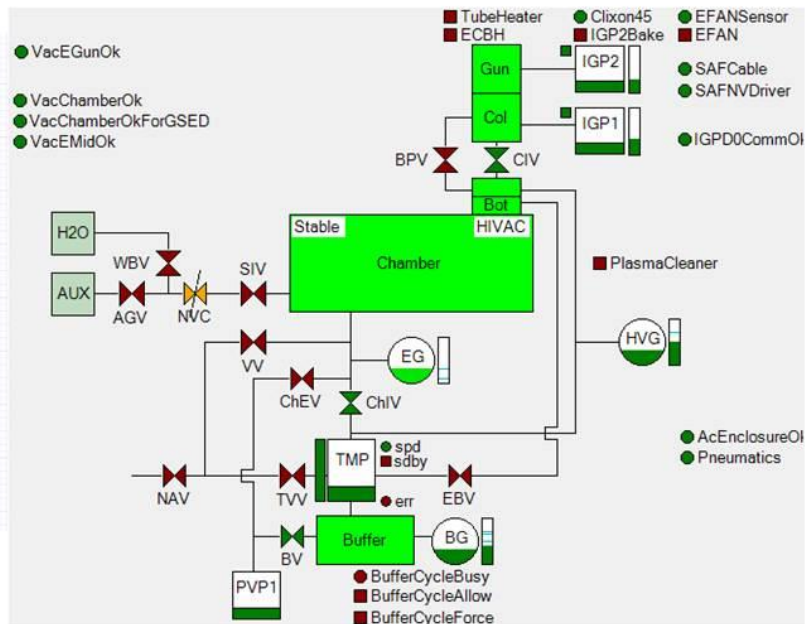 TubeHeater
Clixon45
EFANSensor
ECBH
IGP2Bake
EFAN
VacEGunOk
Gun
IGP2
SAFCable
SAFNVDriver
VacChamberOk
VacChamberOkForGSED
VacEMidOk
Col
IGP1
IGPD0CommOk
BPV
CIV
Bot
H2O
Stable
HIVAC
WBV
SIV
Chamber
PlasmaCleaner
AUX
AGV
NVC
HVG
VV
EG
ChEV
ChIV
AcEnclosureOk
Pneumatics
spd
TMP
sdby
NAV
TVV
EBV
err
BV
Buffer
BG
PVP1
BufferCycleBusy
BufferCycleAllow
BufferCycleForce